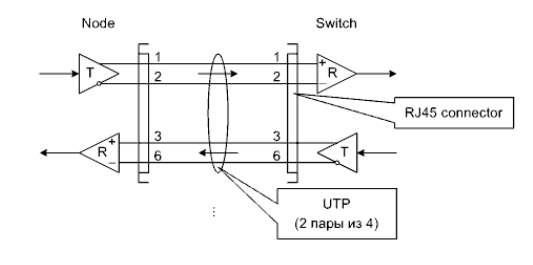 Node Switch
1 1
T + R
2 2 −
RJ45 connector
3 3
R + T
− 6 6
UTP
(2 пары из 4)